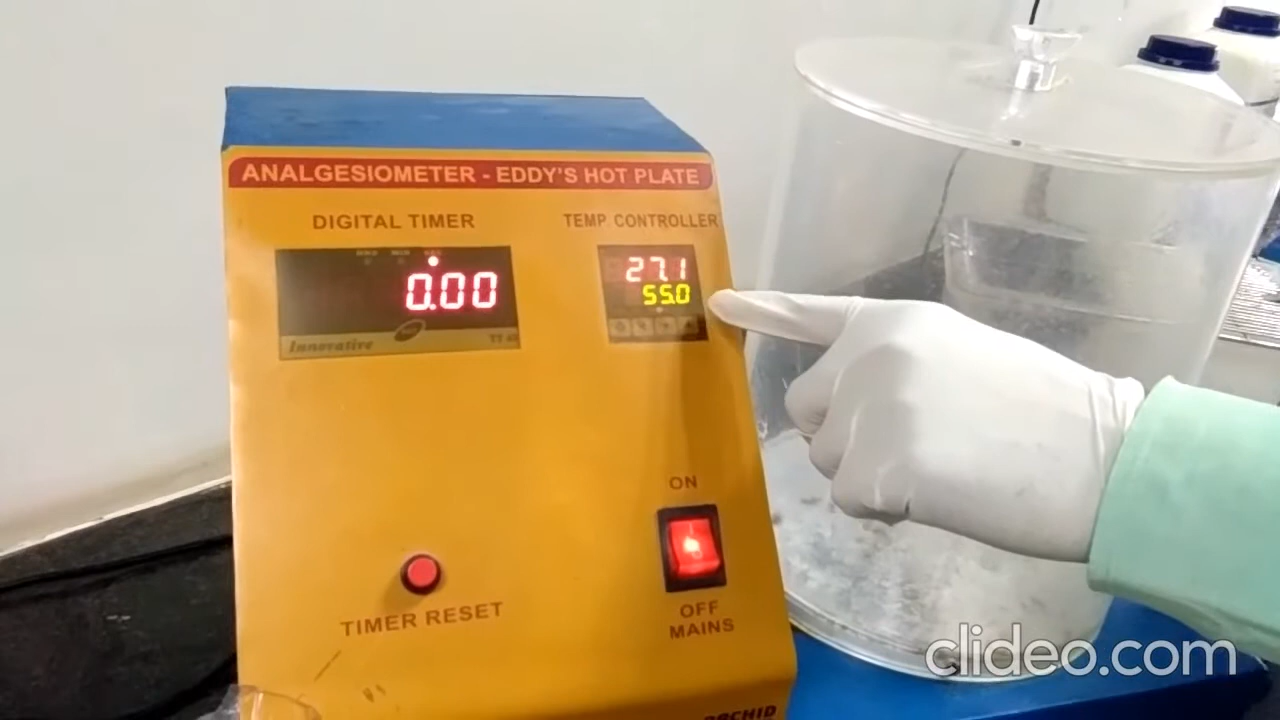 ANALGESIOMETER - EDDY'S HOT PLATE
DIGITAL TIMER
TEMP. CONTROLLER
0.00
27.1
55.0
Innovative
ON
TIMER RESET
OFF
MAINS
ORCHID
clideo.com